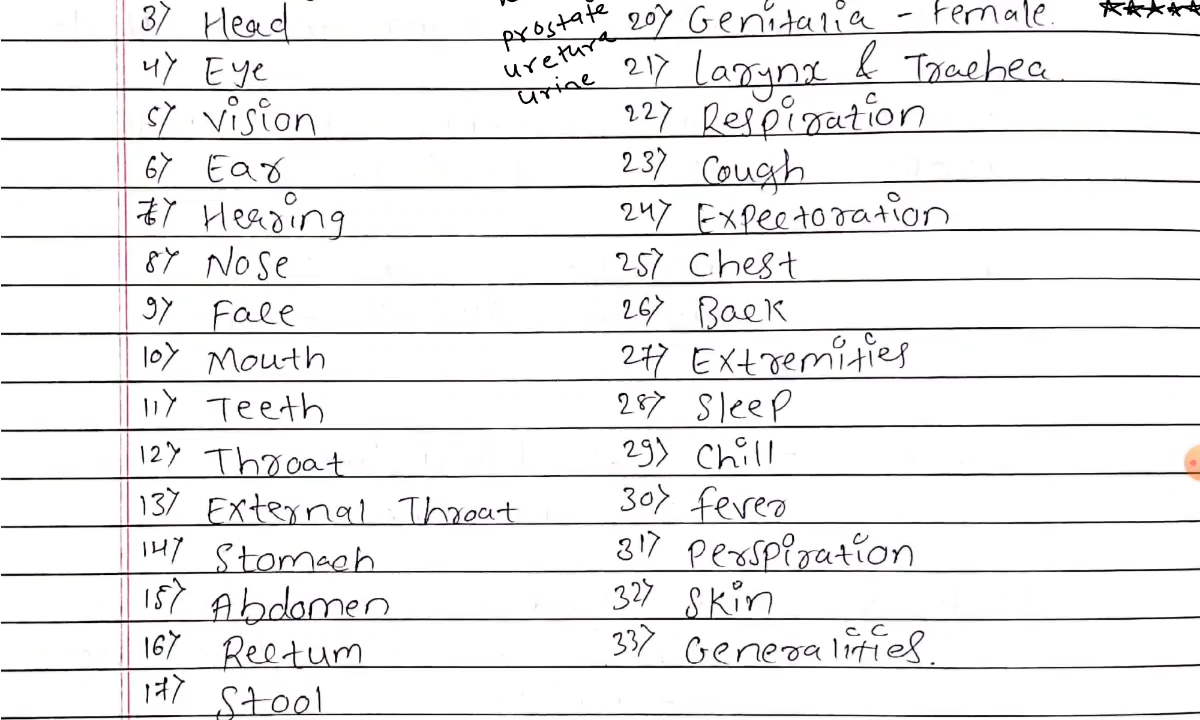 3) Head
4) Eye
5) Vision
6) Ear
7) Hearing
8) Nose
9) Face
10) Mouth
11) Teeth
12) Throat
13) External Throat
14) Stomach
15) Abdomen
16) Rectum
17) Stool
prostate
uretura
urine
20) Genitalia - Female.
21) Larynx & Trachea
22) Respiration
23) Cough
24) Expectoration
25) Chest
26) Back
27) Extremities
28) Sleep
29) Chill
30) fever
31) Perspiration
32) Skin
33) Generalities.